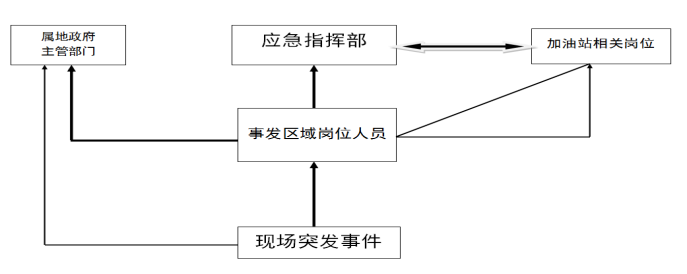 属地政府
主管部门
应急指挥部
加油站相关岗位
事发区域岗位人员
现场突发事件